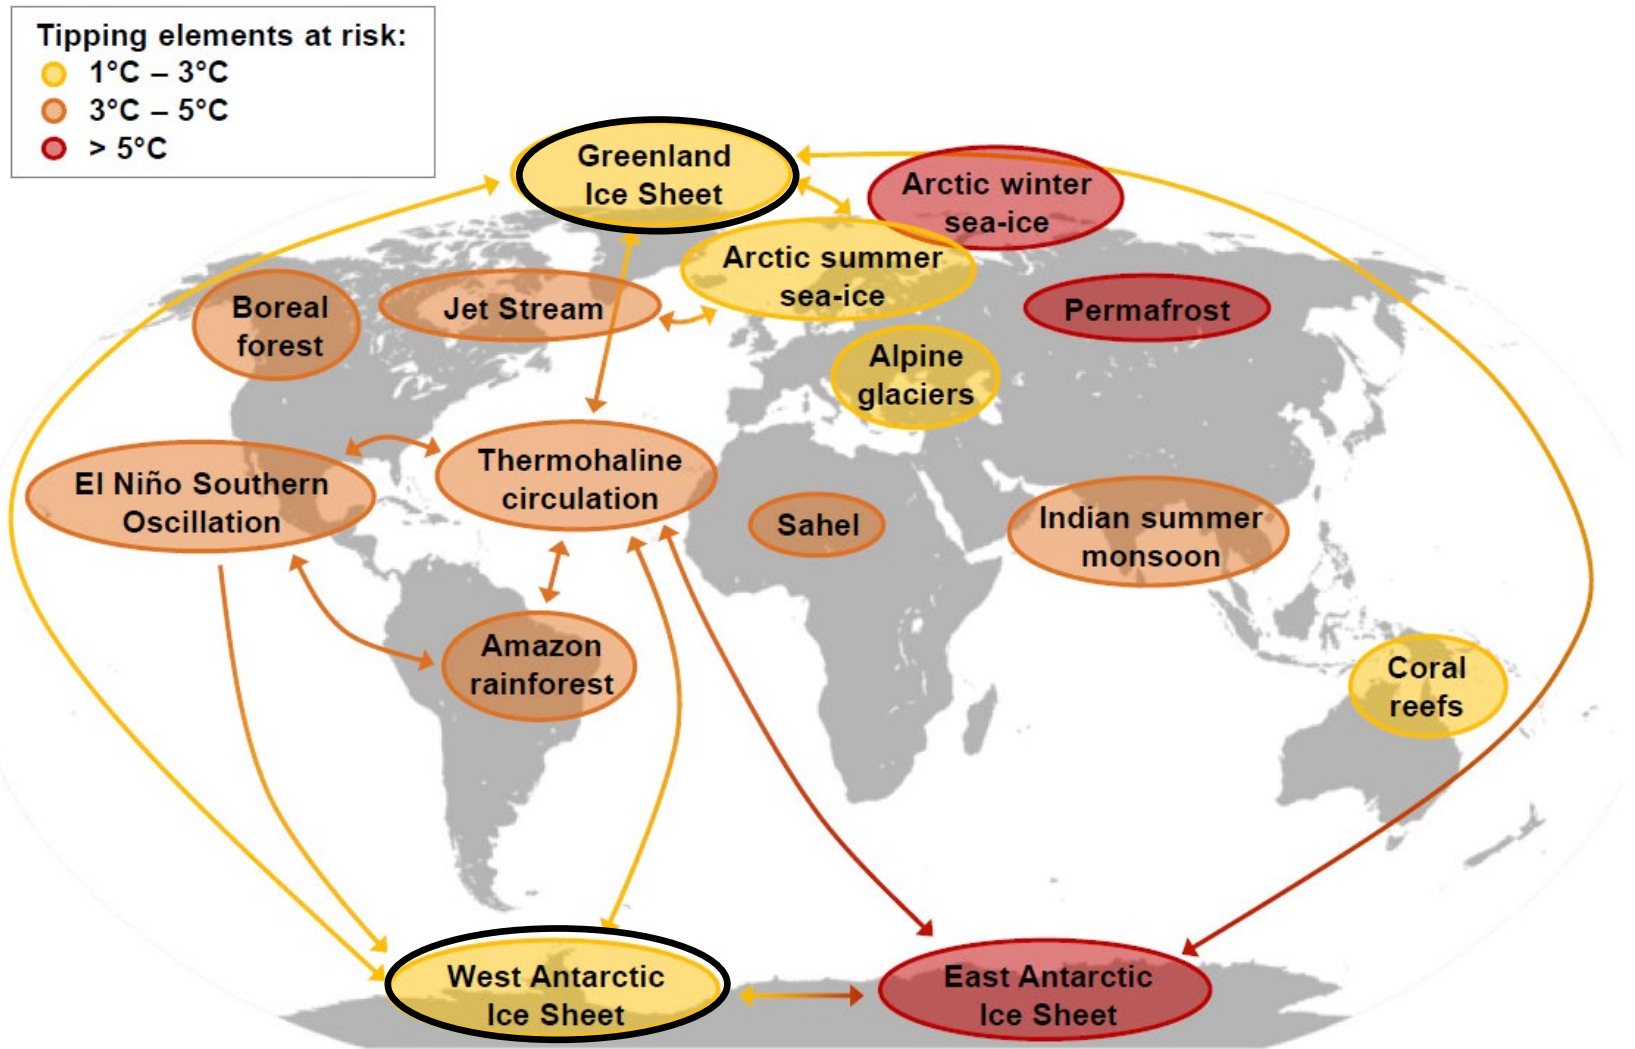 Tipping elements at risk:
1°C – 3°C
3°C – 5°C
> 5°C
Greenland
Ice Sheet
Arctic winter
sea-ice
Arctic summer
sea-ice
Boreal
forest
Jet Stream
Permafrost
Alpine
glaciers
El Niño Southern
Oscillation
Thermohaline
circulation
Sahel
Indian summer
monsoon
Amazon
rainforest
Coral
reefs
West Antarctic
Ice Sheet
East Antarctic
Ice Sheet